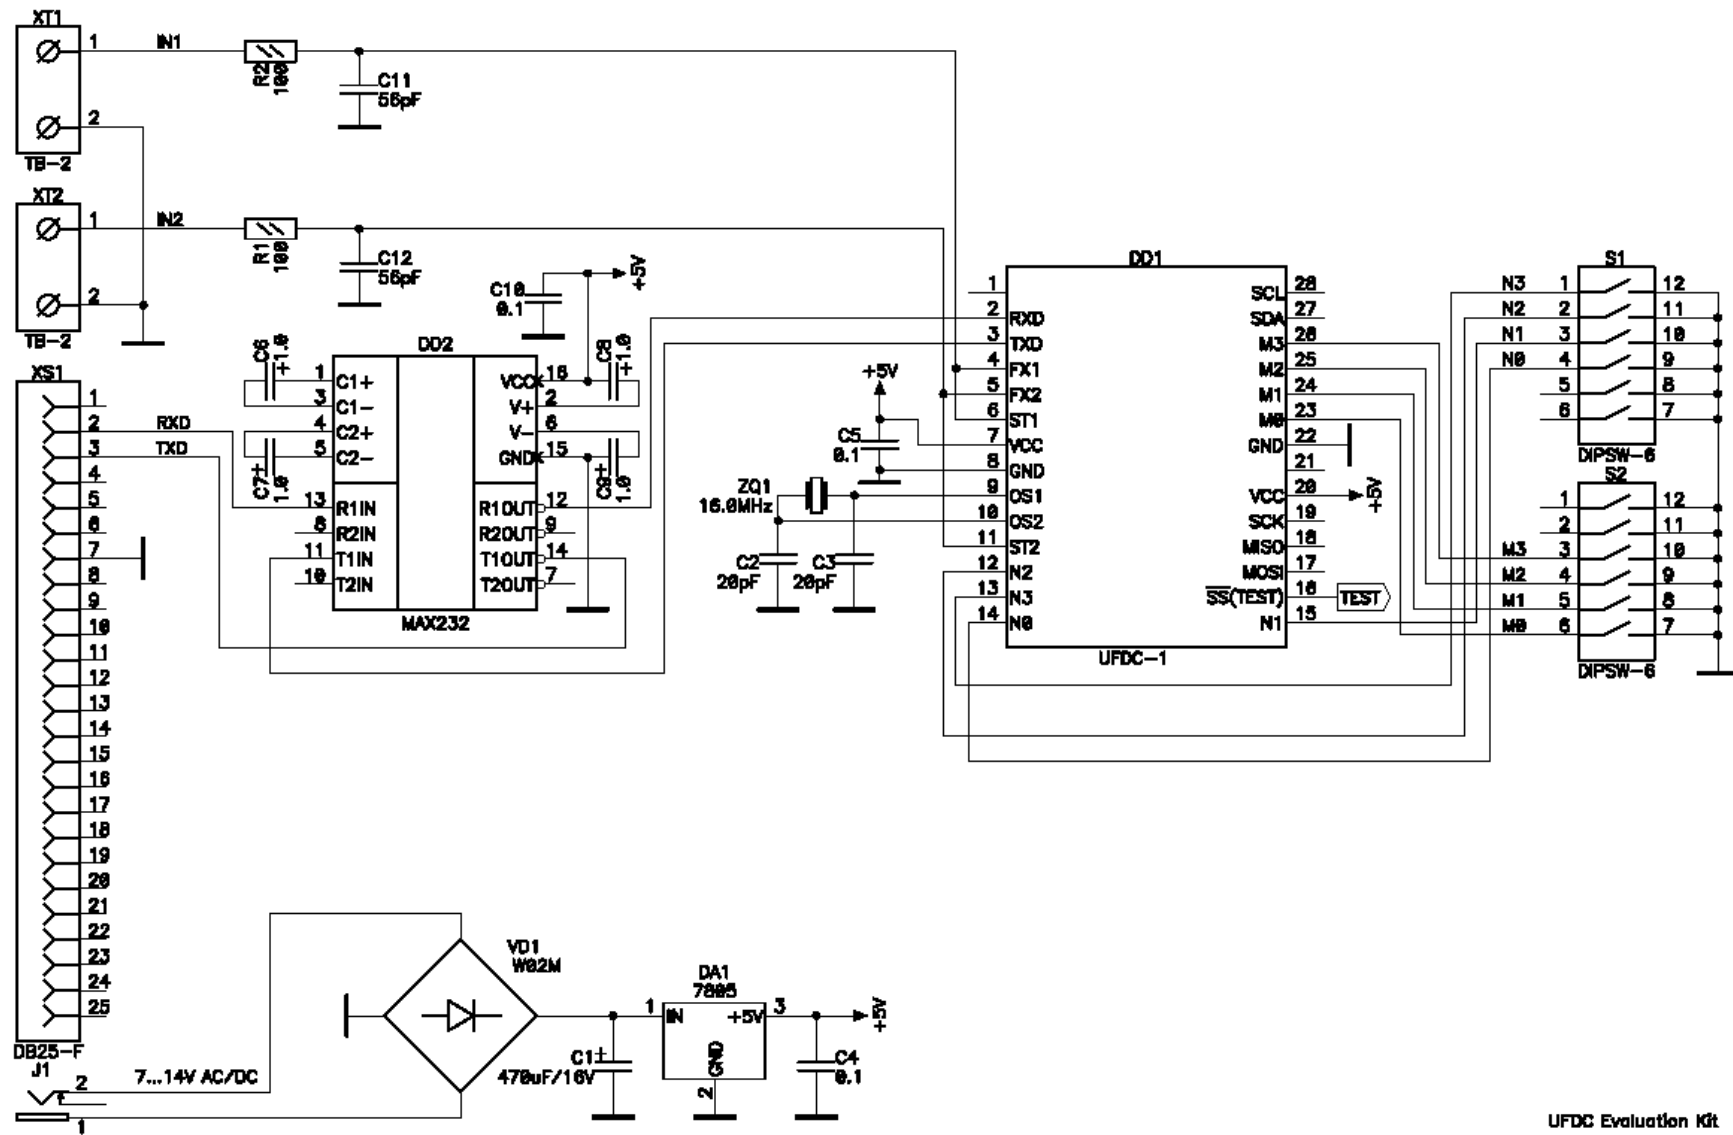 XT1
1 IN1
R2
100
C11
56pF
2
TB-2
XT2
1 IN2
R1
100
C12
56pF
2
TB-2
XS1
1
2 RXD
3 TXD
4
5
6
7
8
9
10
11
12
13
14
15
16
17
18
19
20
21
22
23
24
25
DB25-F
C10
0.1
+5V
DD2
C6
+1.0
C8
+1.0
C7+
1.0
C9+
1.0
1 C1+
3 C1-
4 C2+
5 C2-
13 R1IN
8 R2IN
11 T1IN
10 T2IN
VCC 16
V+ 2
V- 6
GND 15
R1OUT 12
R2OUT 9
T1OUT 14
T2OUT 7
MAX232
+5V
C5
0.1
ZQ1
16.0MHz
C2
20pF
C3
20pF
DD1
1
2 RXD
3 TXD
4 FX1
5 FX2
6 ST1
7 VCC
8 GND
9 OS1
10 OS2
11 ST2
12 N2
13 N3
14 N0
SCL 28
SDA 27
M3 26
M2 25
M1 24
M0 23
GND 22
21
VCC 20
+5V
SCK 19
MISO 18
MOSI 17
SS(TEST) 16
TEST
N1 15
UFDC-1
S1
N3 1 12
N2 2 11
N1 3 10
N0 4 9
5 8
6 7
DIPSW-6
S2
1 12
2 11
M3 3 10
M2 4 9
M1 5 8
M0 6 7
DIPSW-6
J1
2
7...14V AC/DC
1
VD1
W02M
C1+
470uF/16V
DA1
7805
1 IN
+5V 3
GND
2
+5V
C4
0.1
UFDC Evaluation Kit